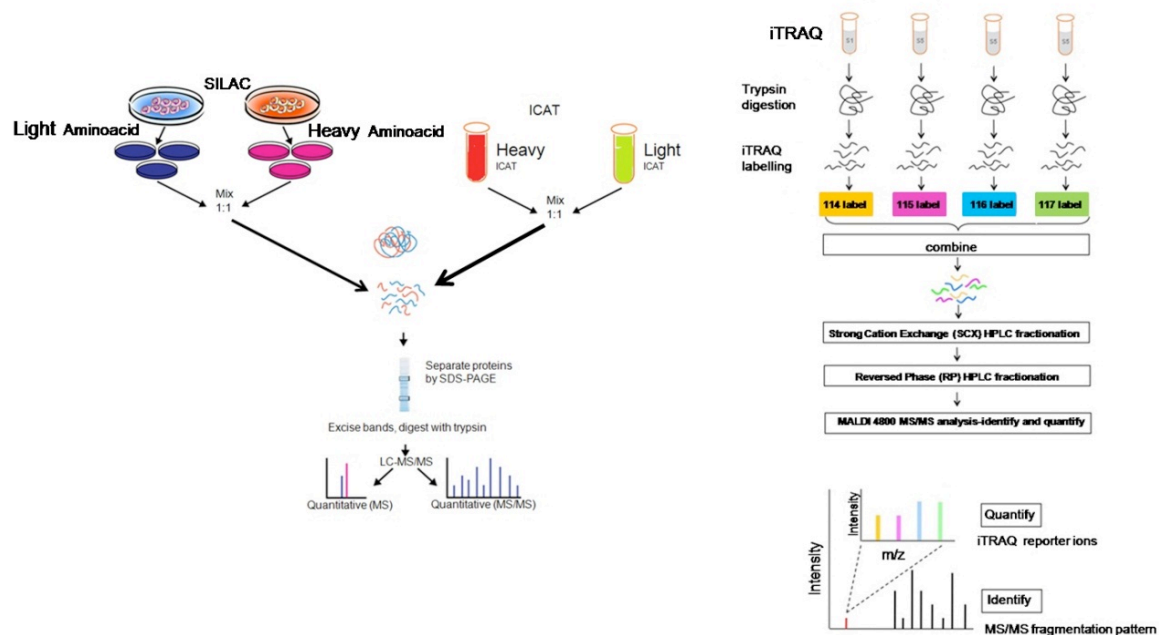 SILAC
Light Aminoacid
Heavy Aminoacid
Mix
1:1
ICAT
Heavy
ICAT
Light
ICAT
Mix
1:1
Separate proteins
by SDS-PAGE
Excise bands, digest with trypsin
LC-MS/MS
Quantitative (MS)
Quantitative (MS/MS)
iTRAQ
S1
S5
S5
S5
Trypsin
digestion
iTRAQ
labelling
114 label
115 label
116 label
117 label
combine
Strong Cation Exchange (SCX) HPLC fractionation
Reversed Phase (RP) HPLC fractionation
MALDI 4800 MS/MS analysis-identify and quantify
Intensity
m/z
Quantify
iTRAQ reporter ions
Intensity
Identify
MS/MS fragmentation pattern